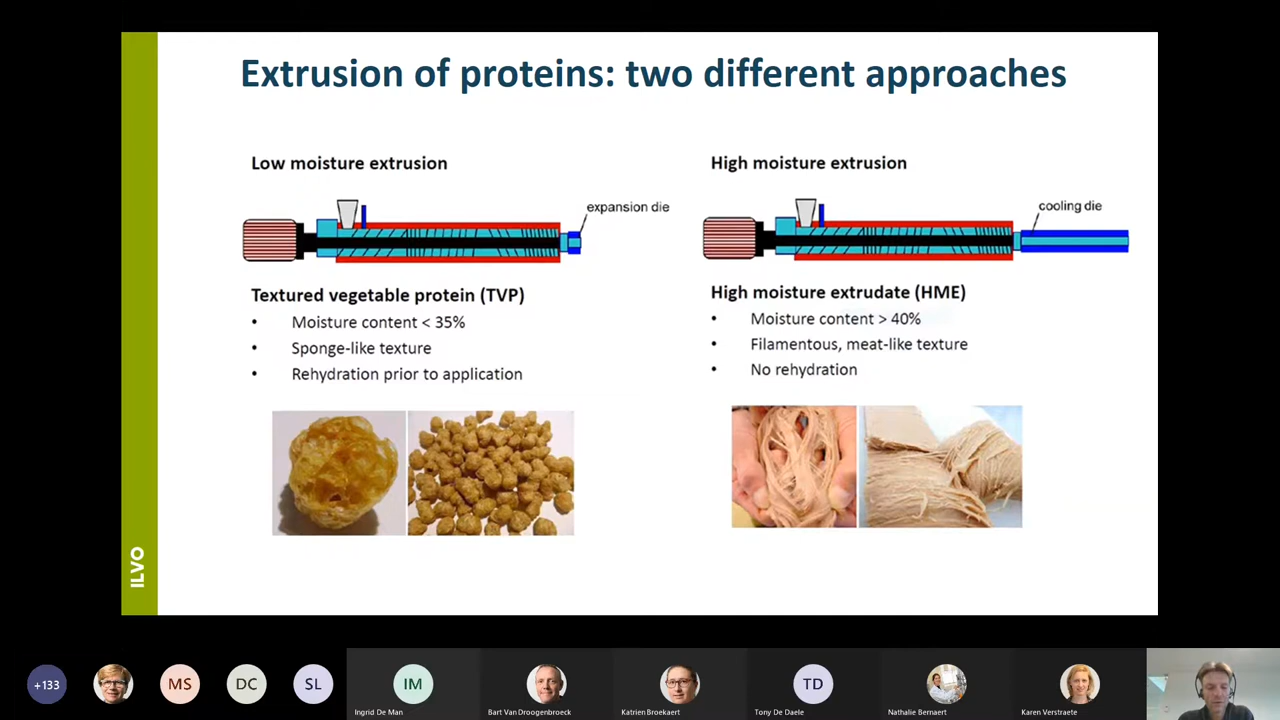 Extrusion of proteins: two different approaches
Low moisture extrusion
expansion die
Textured vegetable protein (TVP)
• Moisture content < 35%
• Sponge-like texture
• Rehydration prior to application
High moisture extrusion
cooling die
High moisture extrudate (HME)
• Moisture content > 40%
• Filamentous, meat-like texture
• No rehydration
ILVO
+133
MS
DC
SL
IM
Ingrid De Man
Bart Van Droogenbroeck
Katrien Broekaert
TD
Tony De Daele
Nathalie Bernaert
Karen Verstraete